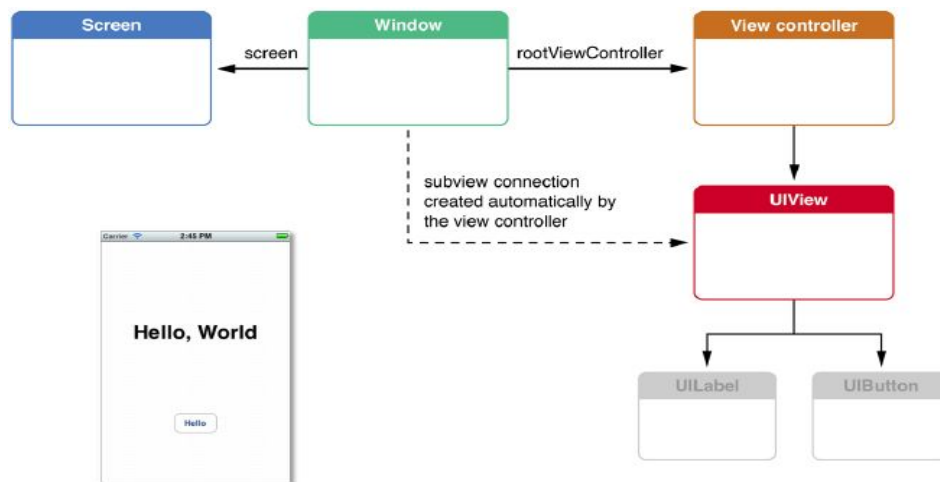 Screen
Window
View controller
screen
rootViewController
subview connection
created automatically by
the view controller
UIView
Carrier 2:45 PM
Hello, World
Hello
UILabel
UIButton